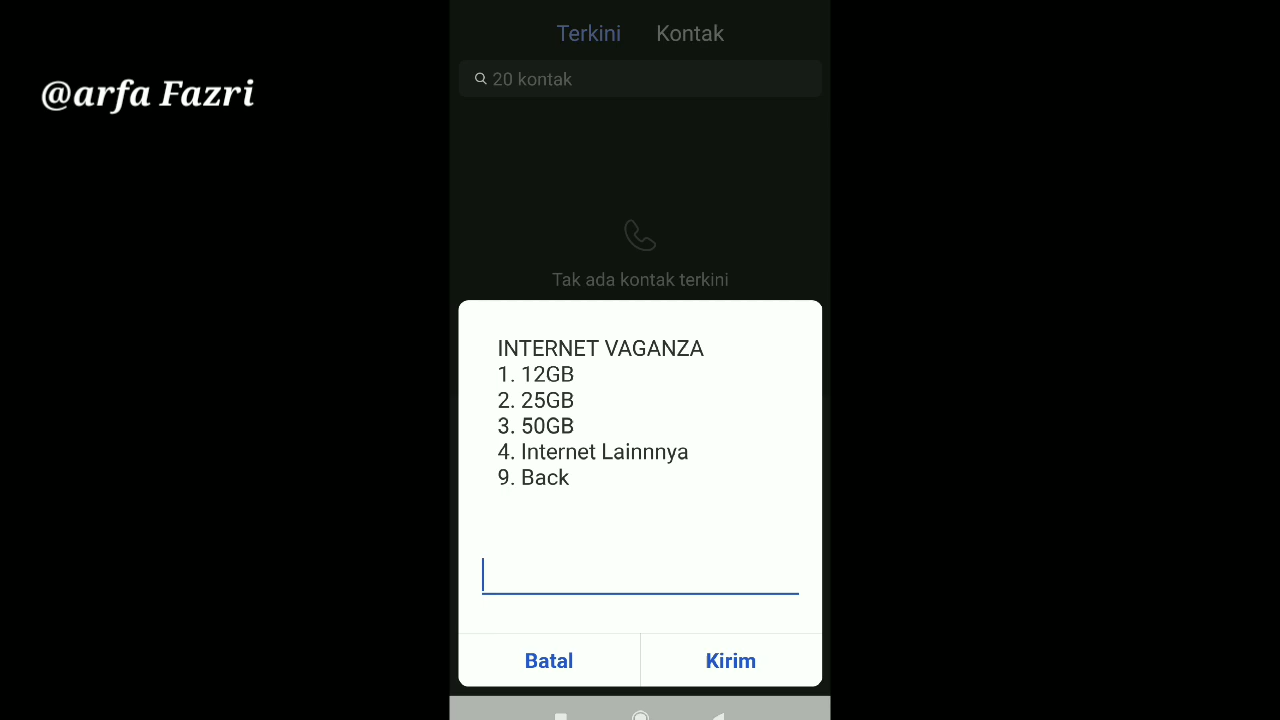 @arfa Fazri
Terkini Kontak
20 kontak
Tak ada kontak terkini
INTERNET VAGANZA
1. 12GB
2. 25GB
3. 50GB
4. Internet Lainnnya
9. Back
Batal Kirim